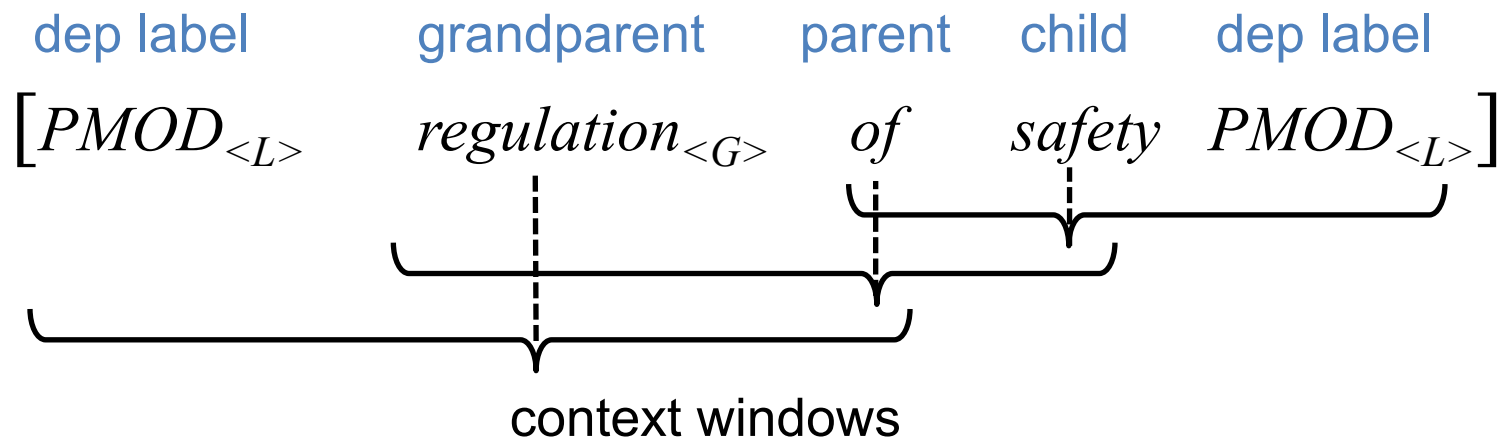 dep label grandparent parent child dep label
[PMOD<L> regulation<G> of safety PMOD<L>]
context windows